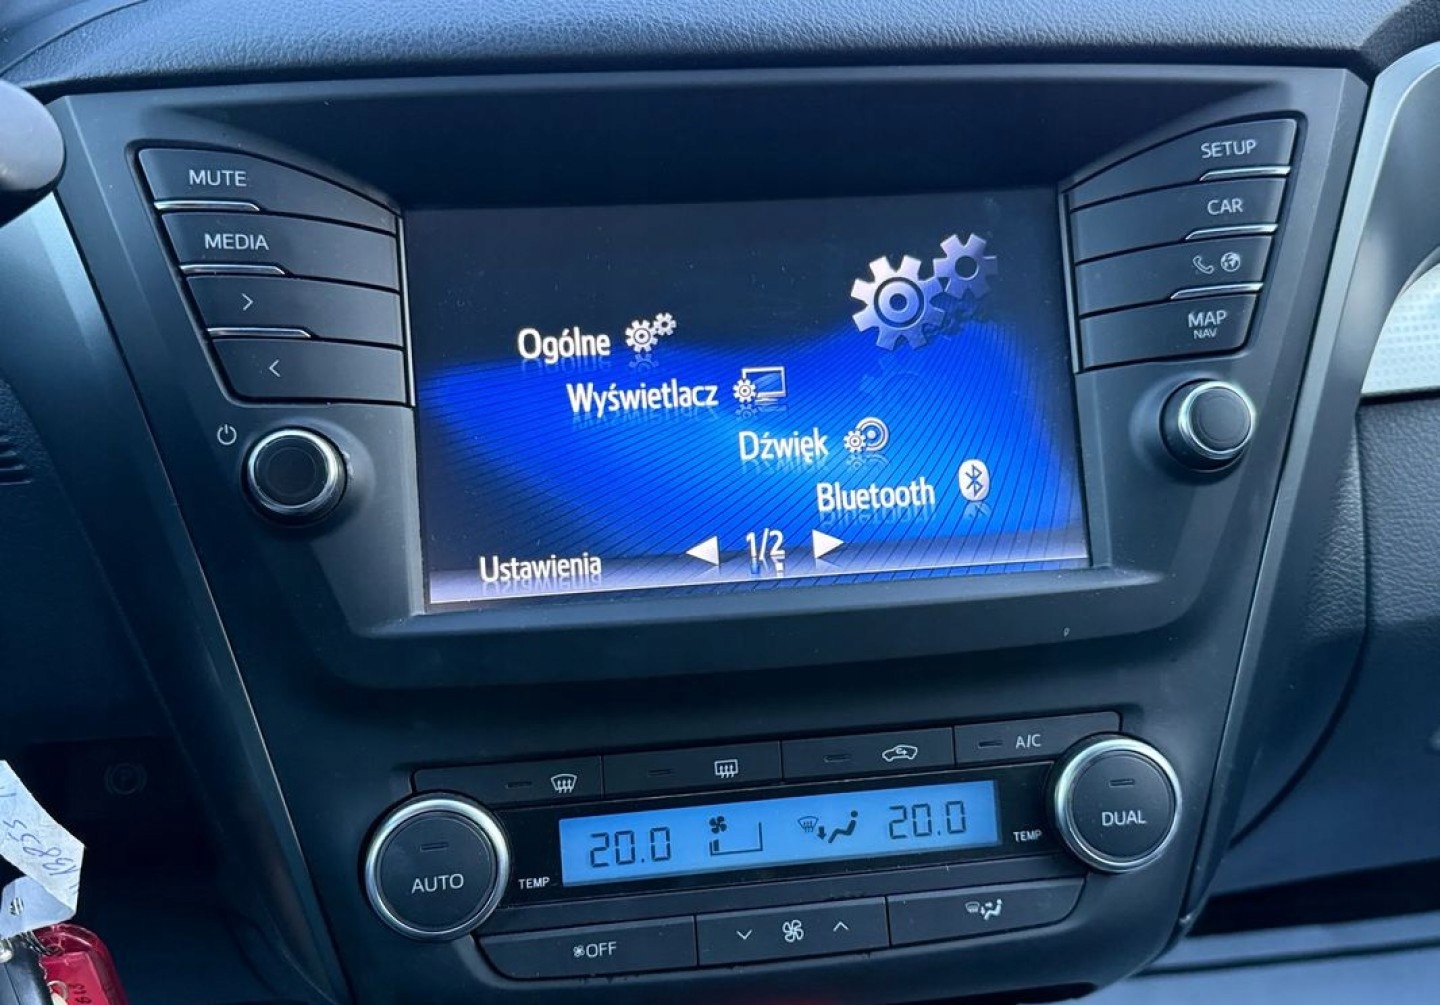 MUTE
MEDIA
>
<
SETUP
CAR
MAP
NAV
Ogólne
Wyświetlacz
Dźwięk
Bluetooth
Ustawienia
1/2
A/C
20.0
20.0
TEMP
TEMP
AUTO
DUAL
OFF